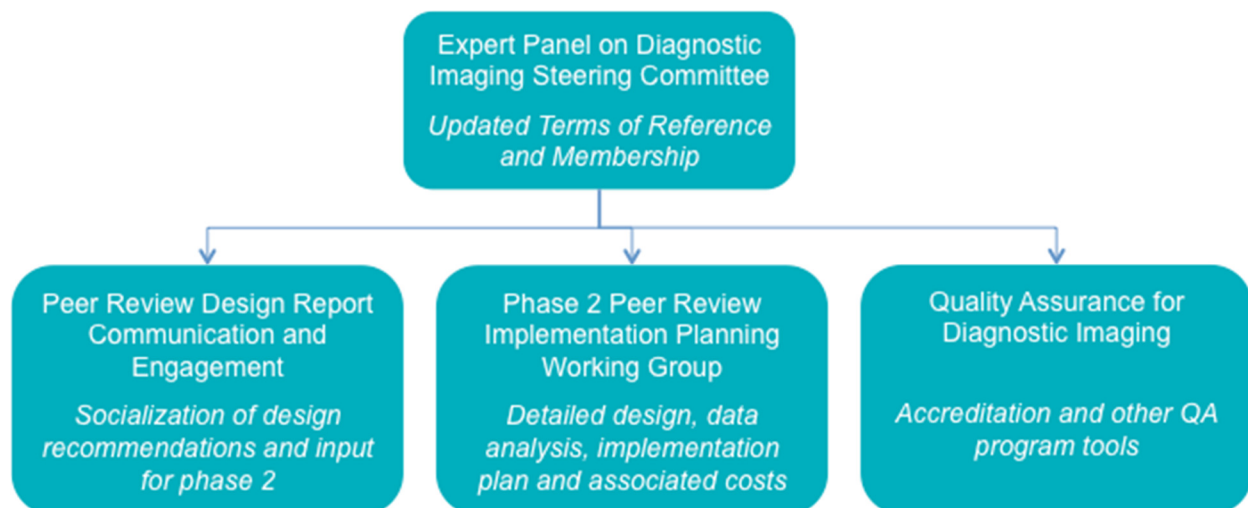 Expert Panel on Diagnostic
Imaging Steering Committee
Updated Terms of Reference
and Membership
Peer Review Design Report
Communication and
Engagement
Socialization of design
recommendations and input
for phase 2
Phase 2 Peer Review
Implementation Planning
Working Group
Detailed design, data
analysis, implementation
plan and associated costs
Quality Assurance for
Diagnostic Imaging
Accreditation and other QA
program tools